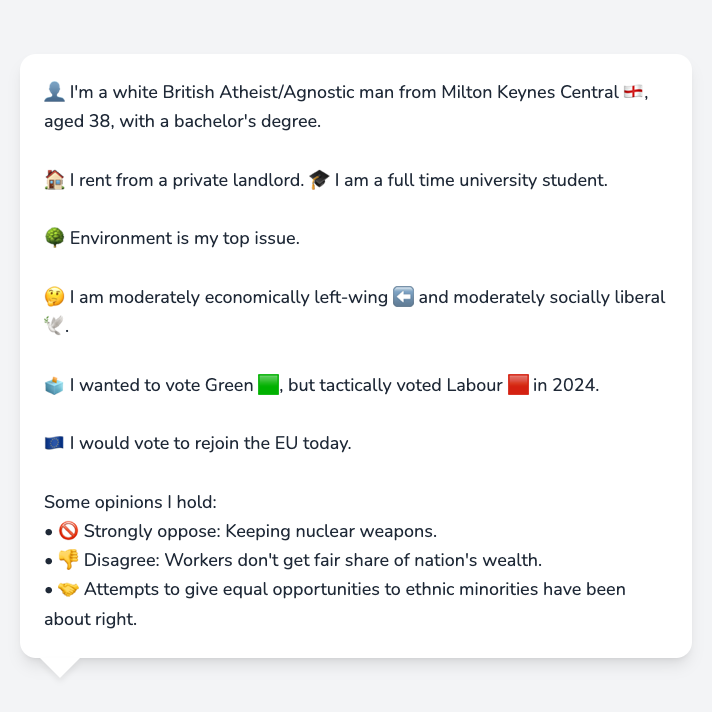 👤 I'm a white British Atheist/Agnostic man from Milton Keynes Central 🏴󠁧󠁢󠁥󠁮󠁧󠁿,
aged 38, with a bachelor's degree.
🏠 I rent from a private landlord. 🎓 I am a full time university student.
🌳 Environment is my top issue.
🤔 I am moderately economically left-wing ⬅️ and moderately socially liberal
🕊️.
🗳️ I wanted to vote Green 🟩, but tactically voted Labour 🟥 in 2024.
🇪🇺 I would vote to rejoin the EU today.
Some opinions I hold:
• 🚫 Strongly oppose: Keeping nuclear weapons.
• 👎 Disagree: Workers don't get fair share of nation's wealth.
• 🤝 Attempts to give equal opportunities to ethnic minorities have been
about right.